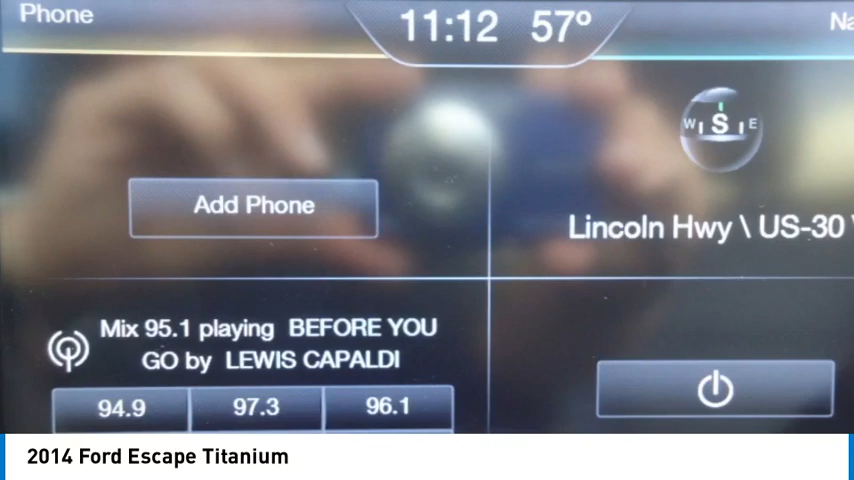 Phone
11:12 57º
W S E
Add Phone
Lincoln Hwy \ US-30
Mix 95.1 playing BEFORE YOU
GO by LEWIS CAPALDI
94.9 97.3 96.1
2014 Ford Escape Titanium